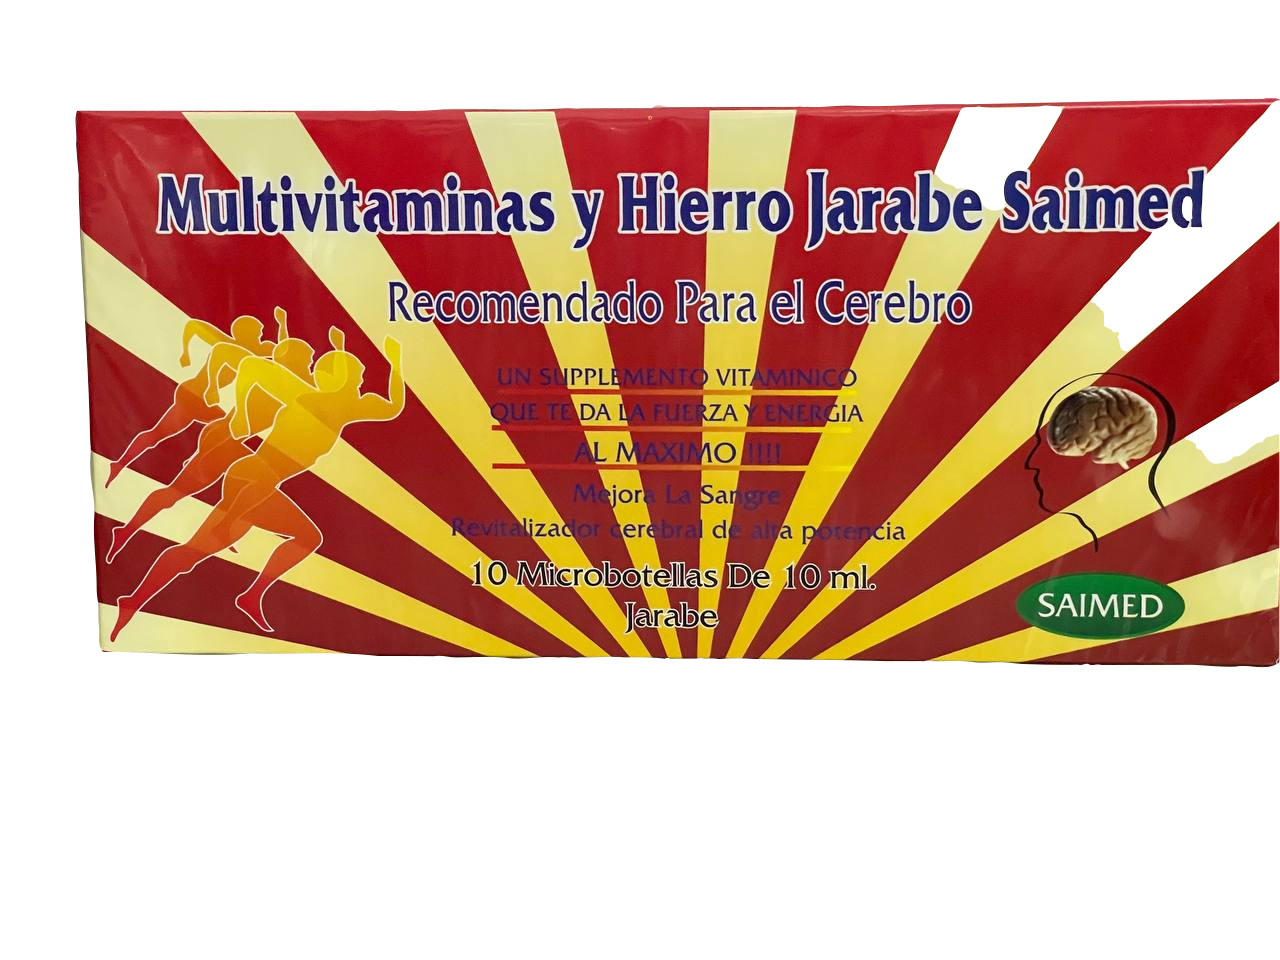 Multivitaminas y Hierro Jarabe Saimed
Recomendado Para el Cerebro
UN SUPPLEMENTO VITAMINICO
QUE TE DA LA FUERZA Y ENERGIA
AL MAXIMO !!!!
Mejora La Sangre
Revitalizador cerebral de alta potencia
10 Microbotellas De 10 ml.
Jarabe
SAIMED